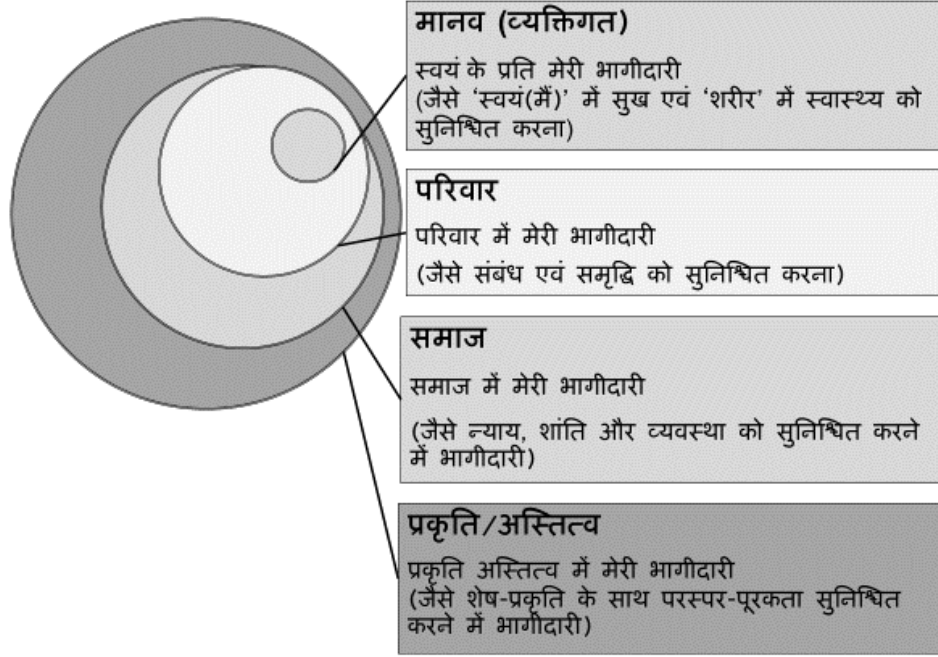 मानव (व्यक्तिगत)
स्वयं के प्रति मेरी भागीदारी
(जैसे ‘स्वयं(मैं)’ में सुख एवं ‘शरीर’ में स्वास्थ्य को
सुनिश्चित करना)
परिवार
परिवार में मेरी भागीदारी
(जैसे संबंध एवं समृद्धि को सुनिश्चित करना)
समाज
समाज में मेरी भागीदारी
(जैसे न्याय, शांति और व्यवस्था को सुनिश्चित करने
में भागीदारी)
प्रकृति/अस्तित्व
प्रकृति अस्तित्व में मेरी भागीदारी
(जैसे शेष-प्रकृति के साथ परस्पर-पूरकता सुनिश्चित
करने में भागीदारी)